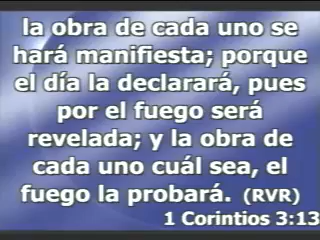 la obra de cada uno se
hará manifiesta; porque
el día la declarará, pues
por el fuego será
revelada; y la obra de
cada uno cuál sea, el
fuego la probará. (RVR)
1 Corintios 3:13